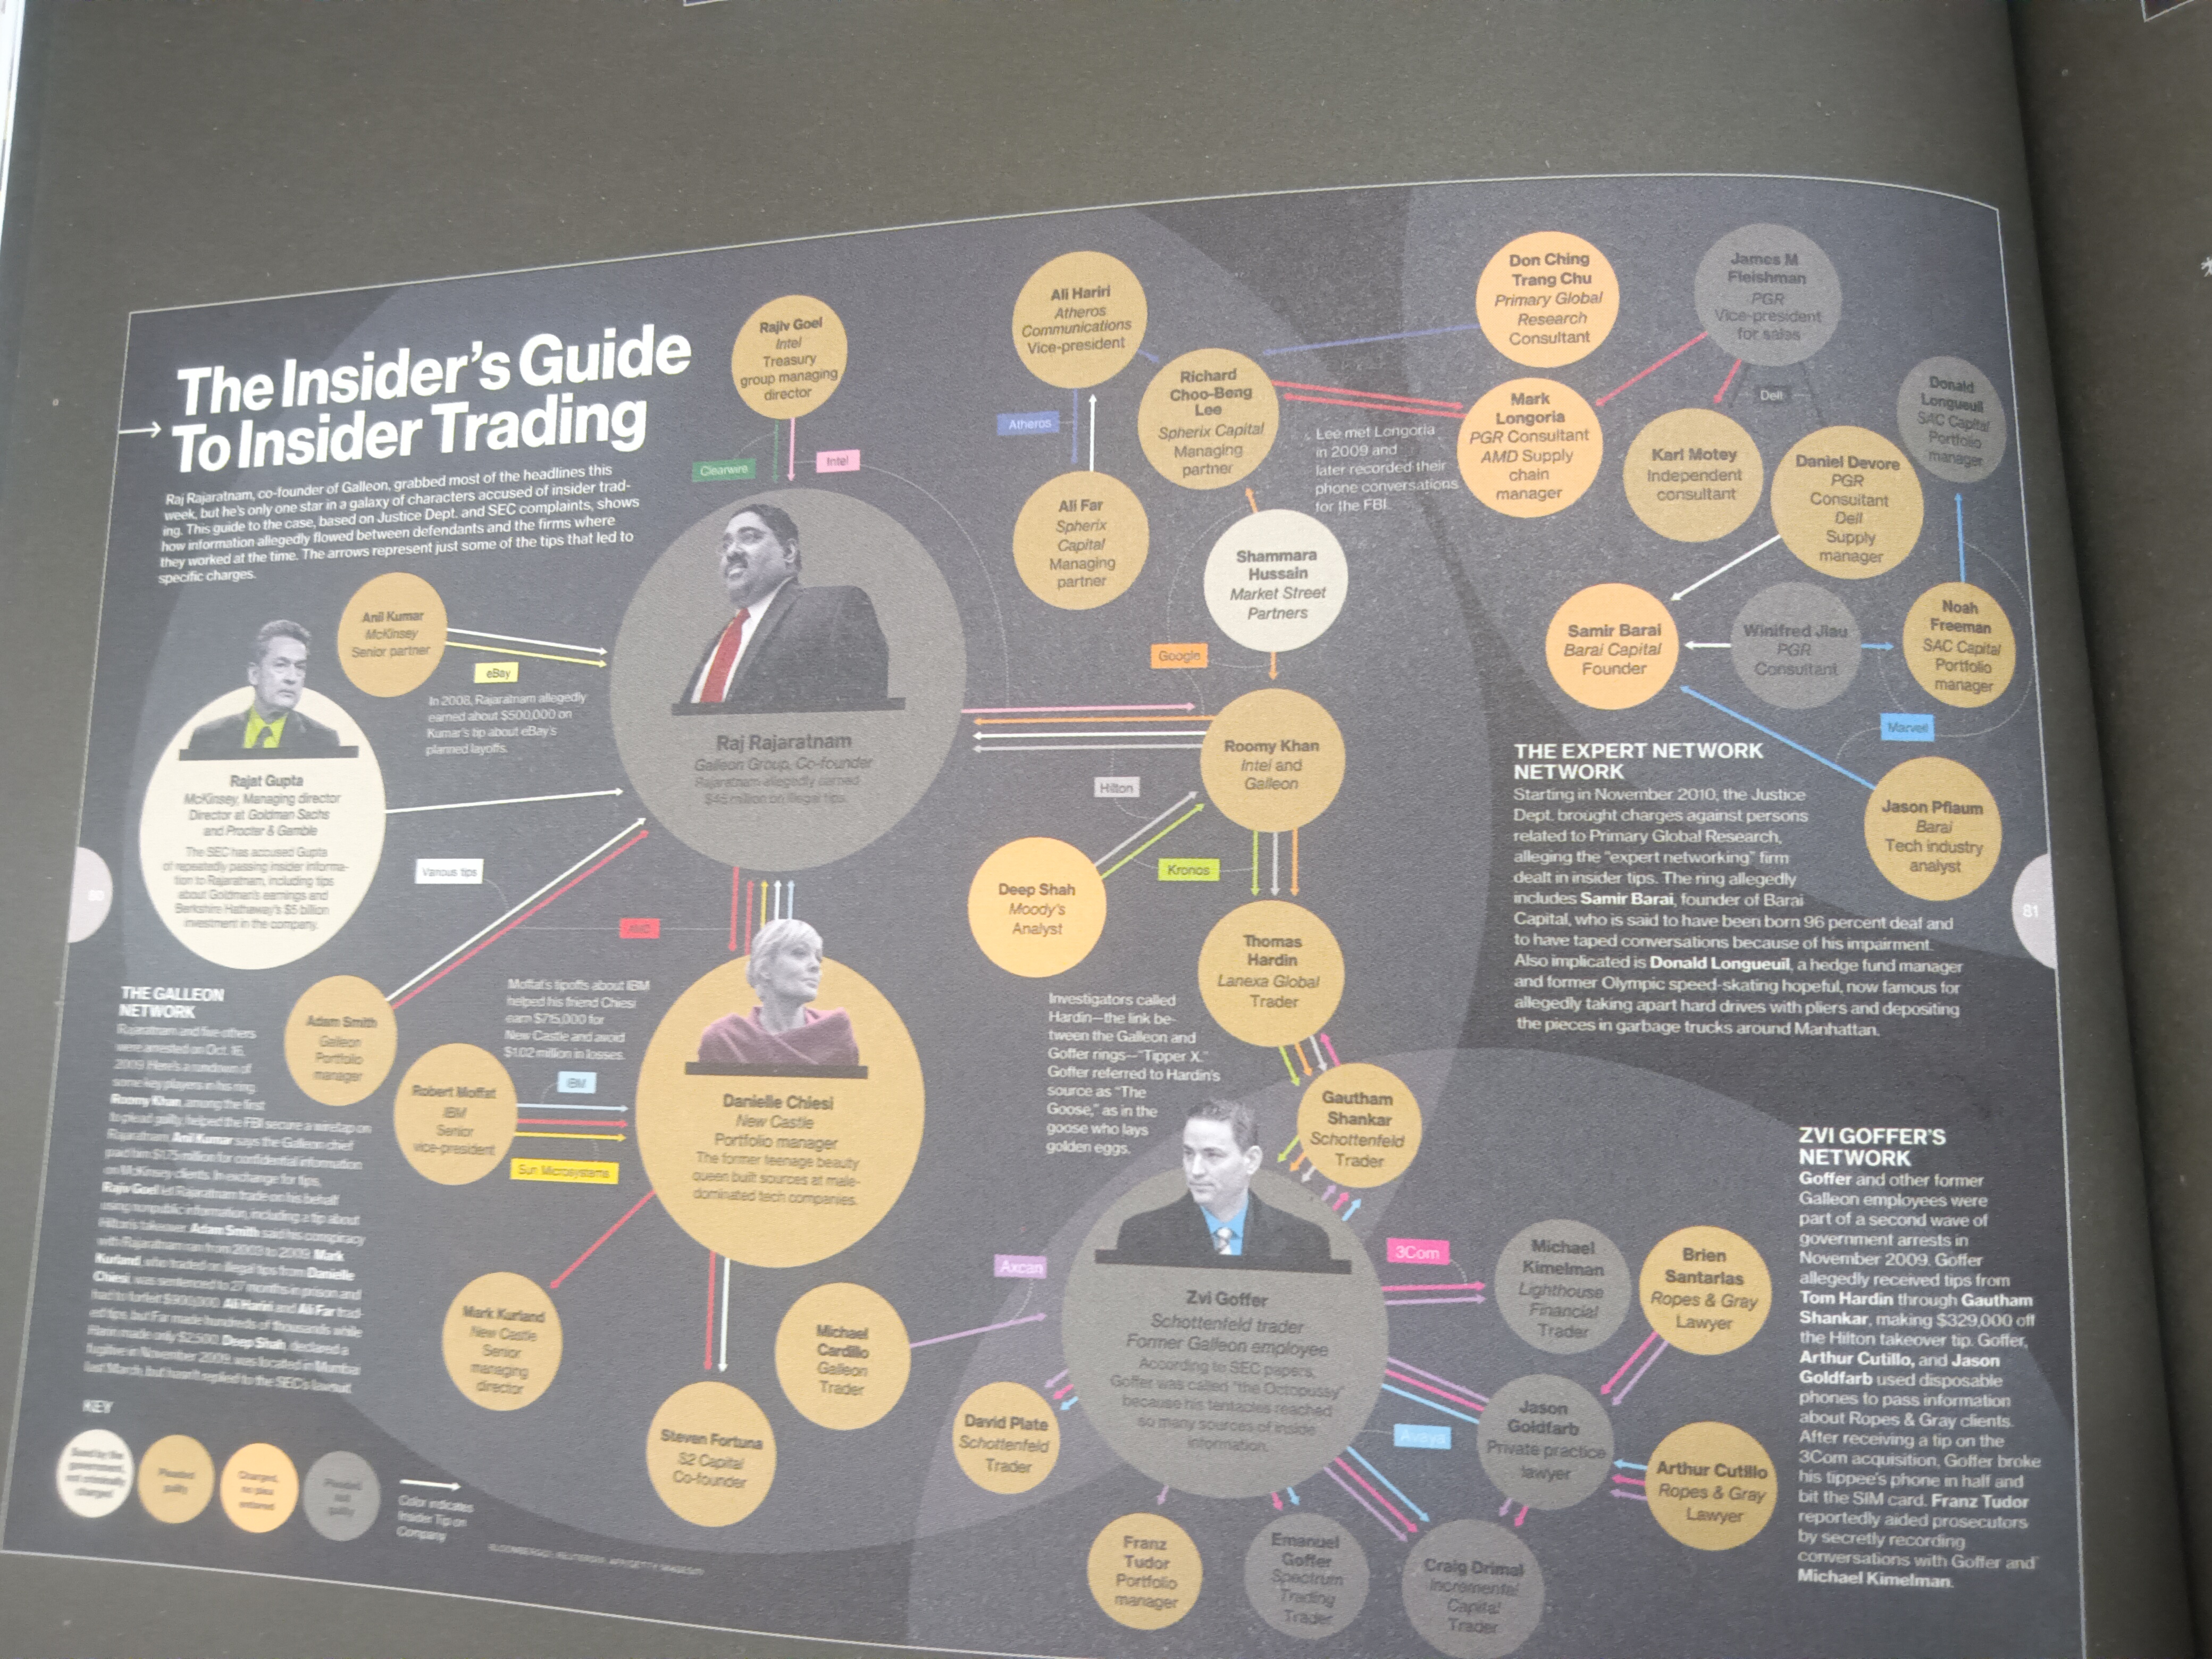 The Insider's Guide
To Insider Trading
Raj Rajaratnam, co-founder of Galleon, grabbed most of the headlines this
week, but he's only one star in a galaxy of characters accused of insider trad-
ing. This guide to the case, based on Justice Dept. and SEC complaints, shows
how information allegedly flowed between defendants and the firms where
they worked at the time. The arrows represent just some of the tips that led to
specific charges.
Rajiv Goel
Intel
Treasury
group managing
director
Clearwire
Intel
Anil Kumar
McKinsey
Senior partner
eBay
In 2008, Rajaratnam allegedly
earned about $500,000 on
Kumar's tip about eBay's
planned layoffs.
Rajat Gupta
McKinsey, Managing director
Director at Goldman Sachs
and Procter & Gamble
The SEC has accused Gupta
of repeatedly passing insider informa-
tion to Rajaratnam, including tips
about Goldman's earnings and
Berkshire Hathaway's $5 billion
investment in the company.
Raj Rajaratnam
Galleon Group, Co-founder
Rajaratnam allegedly earned
$45 million on illegal tips
Various tips
AMD
80
THE GALLEON
NETWORK
Rajaratnam and five others
were arrested on Oct. 16,
2009. Here's a rundown of
some key players in his ring.
Roomy Khan, among the first
to plead guilty, helped the FBI secure a wiretap on
Rajaratnam. Anil Kumar says the Galleon chief
paid him $1.75 million for confidential information
on McKinsey clients. In exchange for tips,
Rajiv Goel let Rajaratnam trade on his behalf
using nonpublic information, including a tip about
Hilton's takeover. Adam Smith said his conspiracy
with Rajaratnam ran from 2003 to 2009. Mark
Kurland, who traded on illegal tips from Danielle
Chiesi, was sentenced to 27 months in prison and
had to forfeit $900,000. Ali Hariri and Ali Far trad-
ed tips, but Far made hundreds of thousands while
Hariri made only $2,500. Deep Shah, declared a
fugitive in November 2009, was located in Mumbai
last March, but hasn't replied to the SEC's lawsuit.
Adam Smith
Galleon
Portfolio
manager
Moffat's tipoffs about IBM
helped his friend Chiesi
earn $715,000 for
New Castle and avoid
$1.02 million in losses.
Robert Moffat
IBM
Senior
vice-president
IBM
Sun Microsystems
Danielle Chiesi
New Castle
Portfolio manager
The former teenage beauty
queen built sources at male-
dominated tech companies.
Mark Kurland
New Castle
Senior
managing
director
Steven Fortuna
S2 Capital
Co-founder
Michael
Cardillo
Galleon
Trader
KEY
Sued by the
government,
not criminally
charged
Pleaded
guilty
Charged,
no plea
entered
Pleaded
not
guilty
Color indicates
Insider Tip on
Company
Ali Hariri
Atheros
Communications
Vice-president
Atheros
Ali Far
Spherix
Capital
Managing
partner
Richard
Choo-Beng
Lee
Spherix Capital
Managing
partner
Lee met Longoria
in 2009 and
later recorded their
phone conversations
for the FBI.
Shammara
Hussain
Market Street
Partners
Google
Roomy Khan
Intel and
Galleon
Hilton
Kronos
Deep Shah
Moody's
Analyst
Thomas
Hardin
Lanexa Global
Trader
Investigators called
Hardin—the link be-
tween the Galleon and
Goffer rings—"Tipper X."
Goffer referred to Hardin's
source as "The
Goose," as in the
goose who lays
golden eggs.
Gautham
Shankar
Schottenfeld
Trader
Don Ching
Trang Chu
Primary Global
Research
Consultant
James M
Fleishman
PGR
Vice-president
for sales
Mark
Longoria
PGR Consultant
AMD Supply
chain
manager
Dell
Karl Motey
Independent
consultant
Daniel Devore
PGR
Consultant
Dell
Supply
manager
Donald
Longueuil
SAC Capital
Portfolio
manager
Samir Barai
Barai Capital
Founder
Winifred Jiau
PGR
Consultant
Noah
Freeman
SAC Capital
Portfolio
manager
Marvell
Jason Pflaum
Barai
Tech industry
analyst
THE EXPERT NETWORK
NETWORK
Starting in November 2010, the Justice
Dept. brought charges against persons
related to Primary Global Research,
alleging the "expert networking" firm
dealt in insider tips. The ring allegedly
includes Samir Barai, founder of Barai
Capital, who is said to have been born 96 percent deaf and
to have taped conversations because of his impairment.
Also implicated is Donald Longueuil, a hedge fund manager
and former Olympic speed-skating hopeful, now famous for
allegedly taking apart hard drives with pliers and depositing
the pieces in garbage trucks around Manhattan.
81
ZVI GOFFER'S
NETWORK
Goffer and other former
Galleon employees were
part of a second wave of
government arrests in
November 2009. Goffer
allegedly received tips from
Tom Hardin through Gautham
Shankar, making $329,000 off
the Hilton takeover tip. Goffer,
Arthur Cutillo, and Jason
Goldfarb used disposable
phones to pass information
about Ropes & Gray clients.
After receiving a tip on the
3Com acquisition, Goffer broke
his tippee's phone in half and
bit the SIM card. Franz Tudor
reportedly aided prosecutors
by secretly recording
conversations with Goffer and
Michael Kimelman.
Axcan
Zvi Goffer
Schottenfeld trader
Former Galleon employee
According to SEC papers,
Goffer was called "the Octopussy"
because his tentacles reached
so many sources of inside
information.
3Com
Michael
Kimelman
Lighthouse
Financial
Trader
Brien
Santarlas
Ropes & Gray
Lawyer
Jason
Goldfarb
Private practice
lawyer
Avaya
Arthur Cutillo
Ropes & Gray
Lawyer
David Plate
Schottenfeld
Trader
Franz
Tudor
Portfolio
manager
Emanuel
Goffer
Spectrum
Trading
Trader
Craig Drimal
Incremental
Capital
Trader